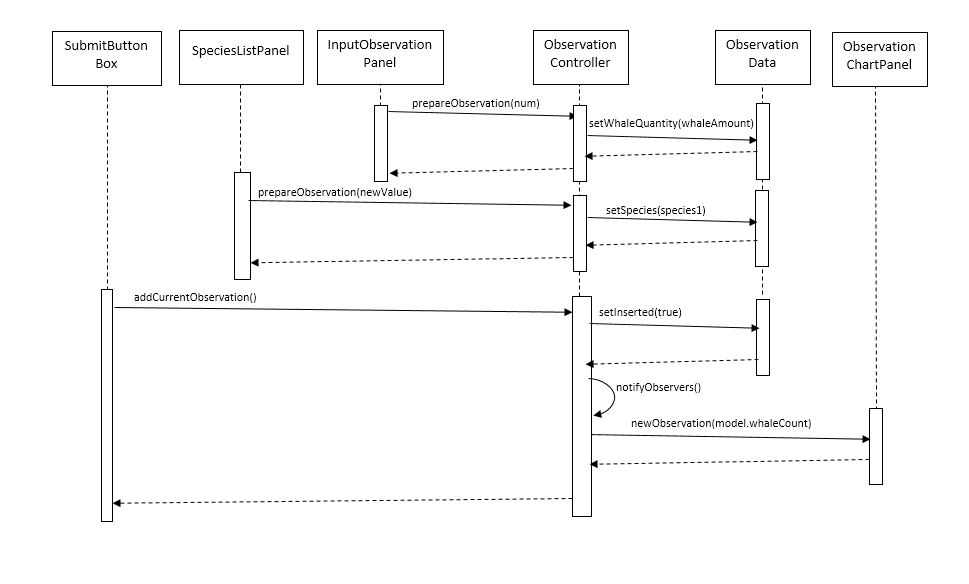 SubmitButton
Box
SpeciesListPanel
InputObservation
Panel
Observation
Controller
Observation
Data
Observation
ChartPanel
prepareObservation(num)
setWhaleQuantity(whaleAmount)
prepareObservation(newValue)
setSpecies(species1)
addCurrentObservation()
setInserted(true)
notifyObservers()
newObservation(model.whaleCount)